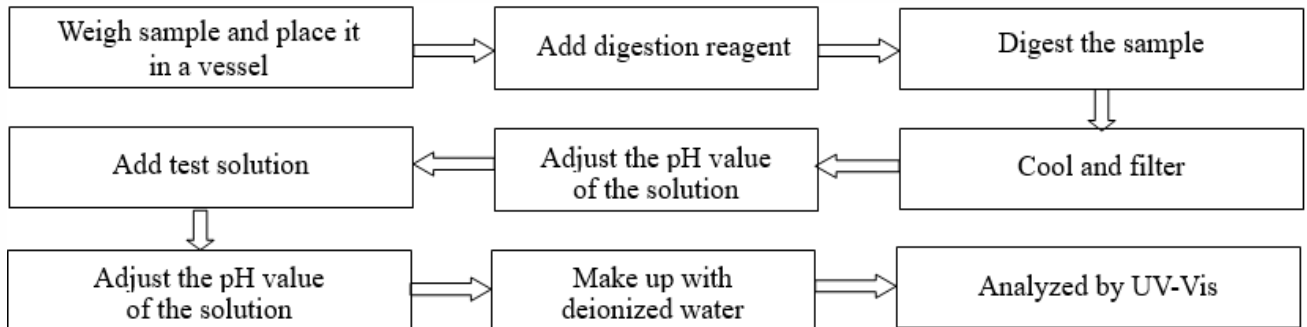 Weigh sample and place it
in a vessel
Add digestion reagent
Digest the sample
Cool and filter
Adjust the pH value
of the solution
Add test solution
Adjust the pH value
of the solution
Make up with
deionized water
Analyzed by UV-Vis